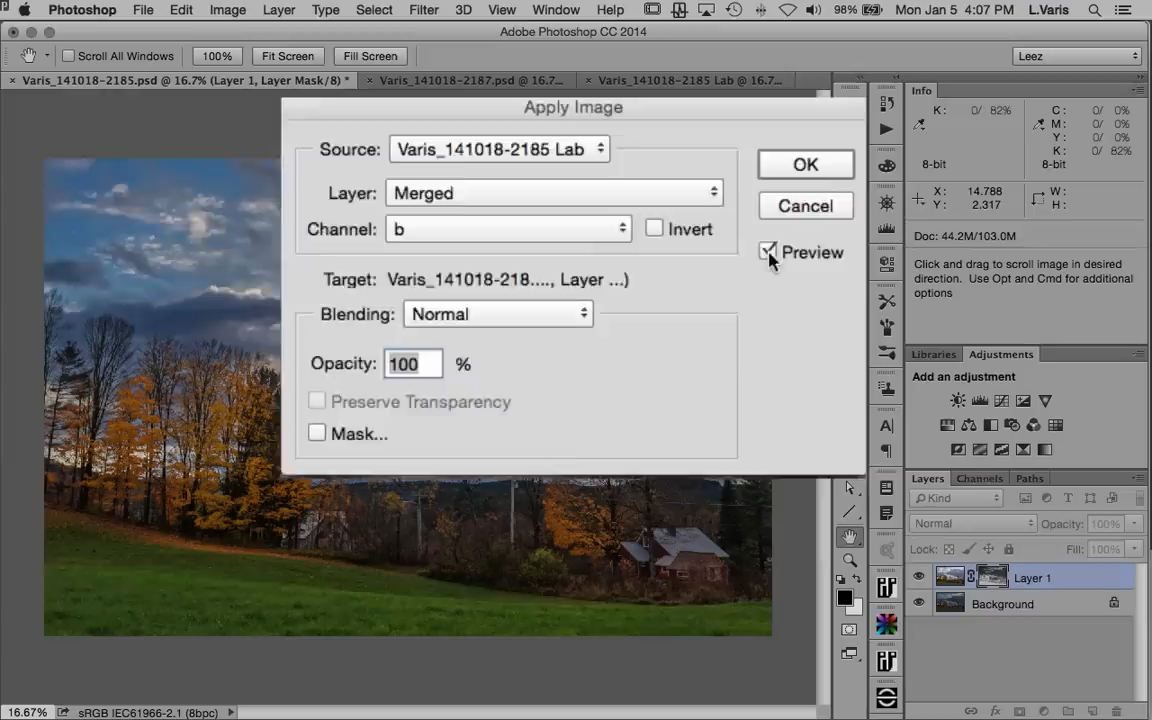 Photoshop File Edit Image Layer Type Select Filter 3D View Window Help 98% Mon Jan 5 4:07 PM L.Varis
Adobe Photoshop CC 2014
Scroll All Windows 100% Fit Screen Fill Screen Leez
Varis_141018-2185.psd @ 16.7% (Layer 1, Layer Mask/8) * Varis_141018-2187.psd @ 16.7... Varis_141018-2185 Lab @ 16.7...
Apply Image
Source: Varis_141018-2185 Lab
Layer: Merged
Channel: b Invert
Target: Varis_141018-218...., Layer ...)
Blending: Normal
Opacity: 100 %
Preserve Transparency
Mask...
OK
Cancel
Preview
Info
K: 0/ 82% C: 0/ 0%
M: 0/ 0%
Y: 0/ 0%
K: 0/ 82%
8-bit 8-bit
X: 14.788 W:
Y: 2.317 H:
Doc: 44.2M/103.0M
Click and drag to scroll image in desired
direction. Use Opt and Cmd for additional
options
Libraries Adjustments
Add an adjustment
Layers Channels Paths
Kind
Normal Opacity: 100%
Lock: Fill: 100%
Layer 1
Background
16.67% sRGB IEC61966-2.1 (8bpc)